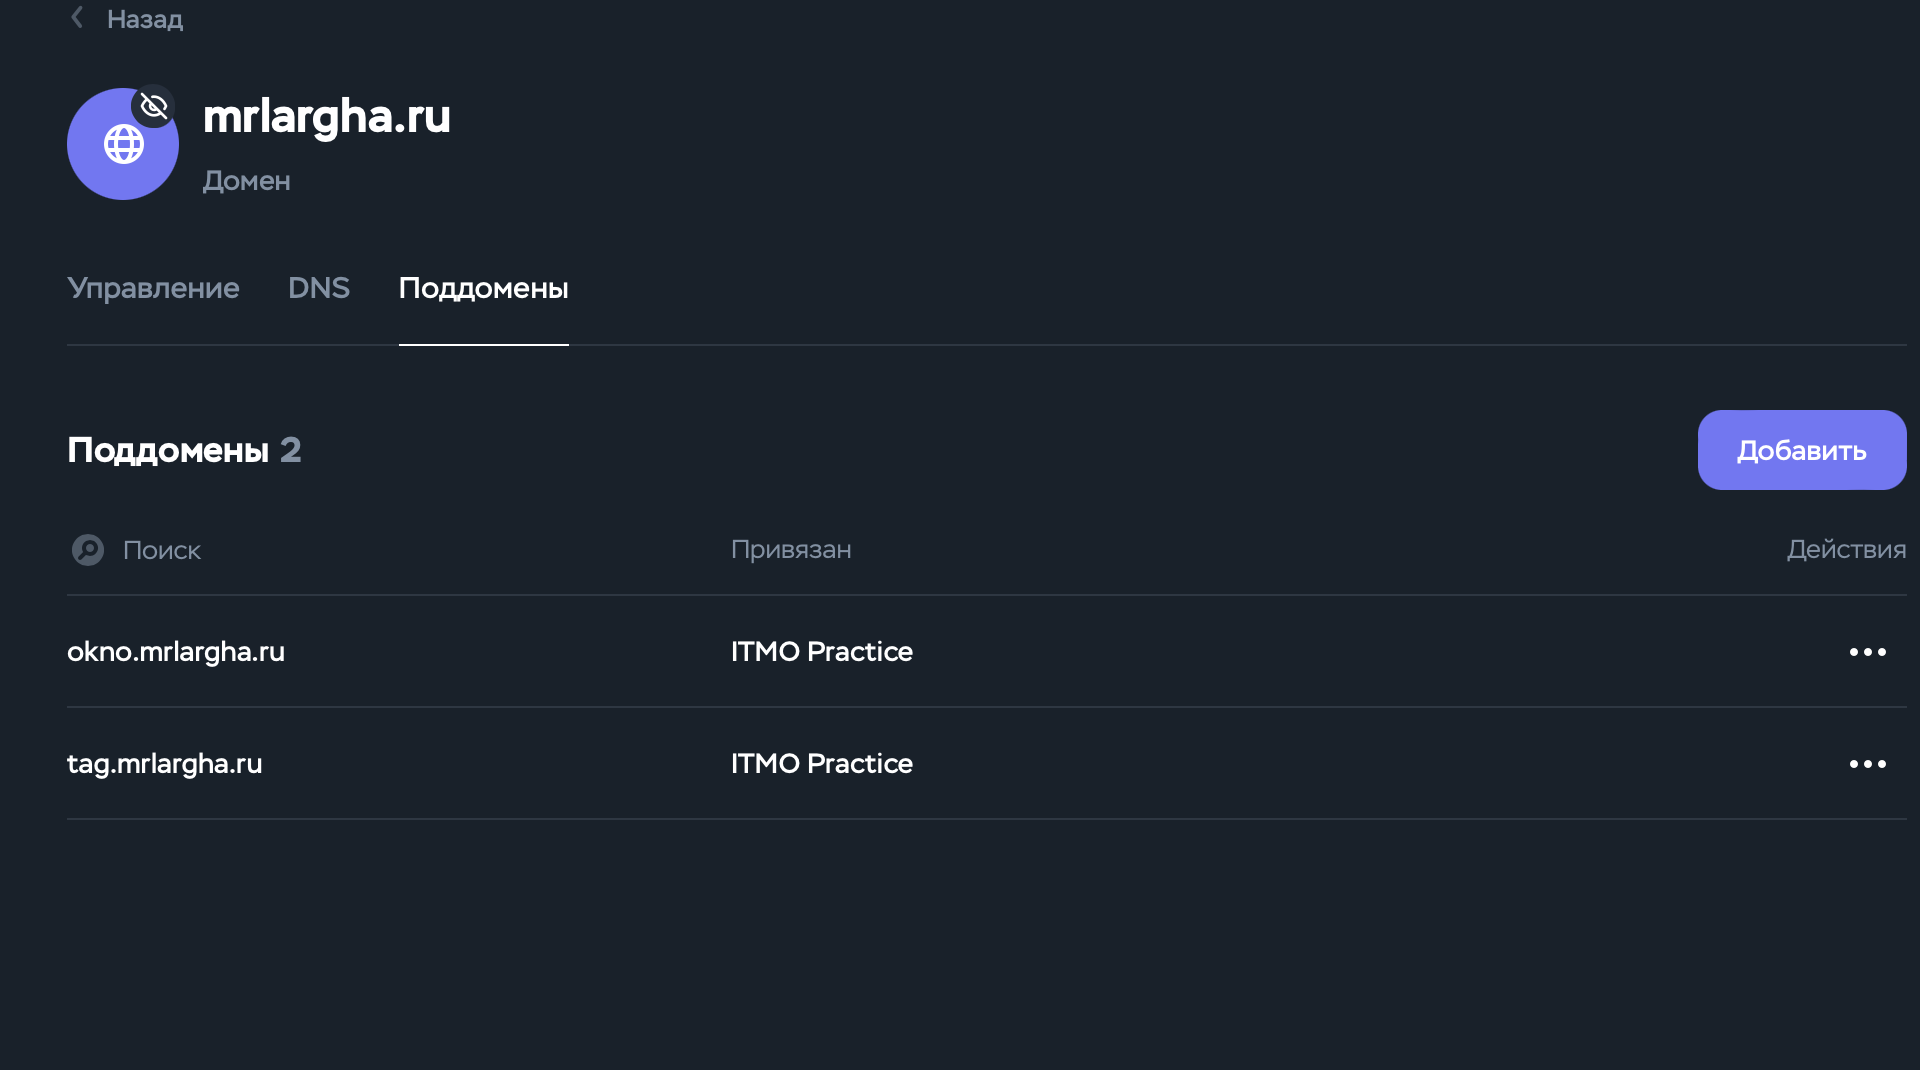 Назад
mrlargha.ru
Домен
Управление DNS Поддомены
Поддомены 2
Добавить
Поиск Привязан Действия
okno.mrlargha.ru ITMO Practice
tag.mrlargha.ru ITMO Practice